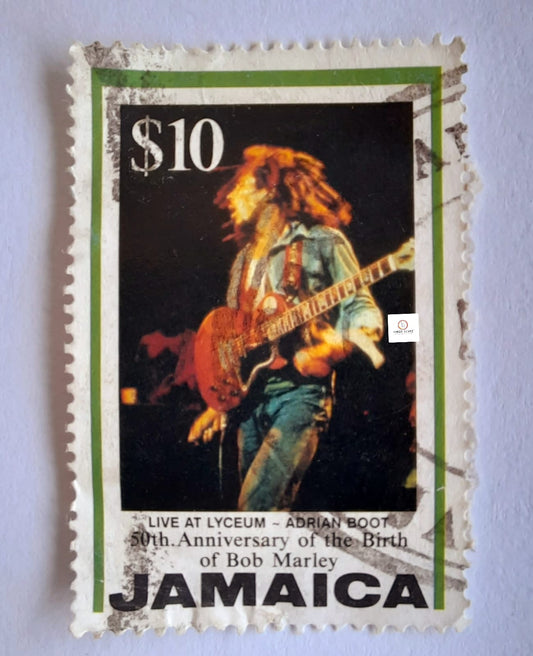 $10
LIVE AT LYCEUM ~ ADRIAN BOOT
50th. Anniversary of the Birth
of Bob Marley
JAMAICA